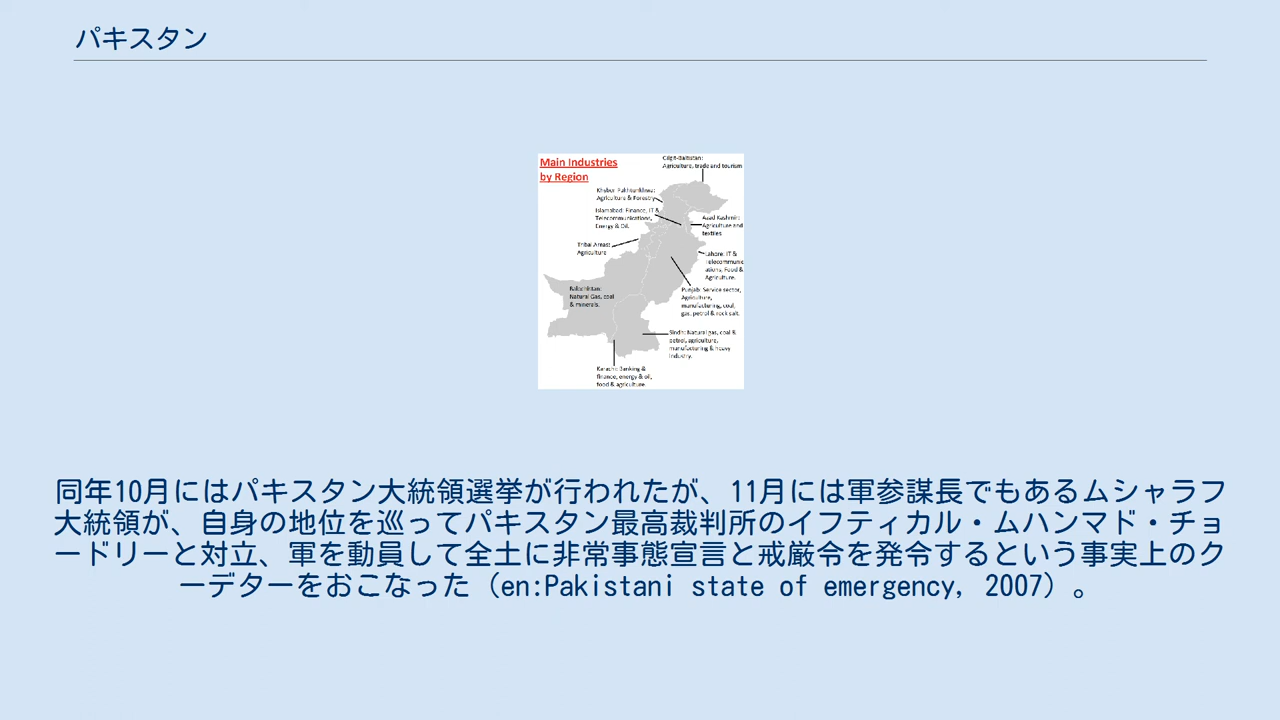 パキスタン
Main Industries
by Region
Gilgit-Baltistan:
Agriculture, trade and tourism
Khyber Pakhtunkhwa:
Agriculture & Forestry
Islamabad: Finance, IT &
Telecommunications,
Energy & Oil.
Azad Kashmir:
Agriculture and
textiles
Tribal Areas:
Agriculture
Lahore: IT &
Telecommunic
ations, Food &
Agriculture.
Balochistan:
Natural Gas, coal
& minerals.
Punjab: Service sector,
Agriculture,
manufacturing, coal,
gas, petrol & rock salt.
Sindh: Natural gas, coal &
petrol, agriculture,
manufacturing & heavy
industry.
Karachi: Banking &
finance, energy & oil,
food & agriculture.
同年10月にはパキスタン大統領選挙が行われたが、11月には軍参謀長でもあるムシャラフ
大統領が、自身の地位を巡ってパキスタン最高裁判所のイフティカル・ムハンマド・チョ
ードリーと対立、軍を動員して全土に非常事態宣言と戒厳令を発令するという事実上のク
ーデターをおこなった（en:Pakistani state of emergency, 2007）。